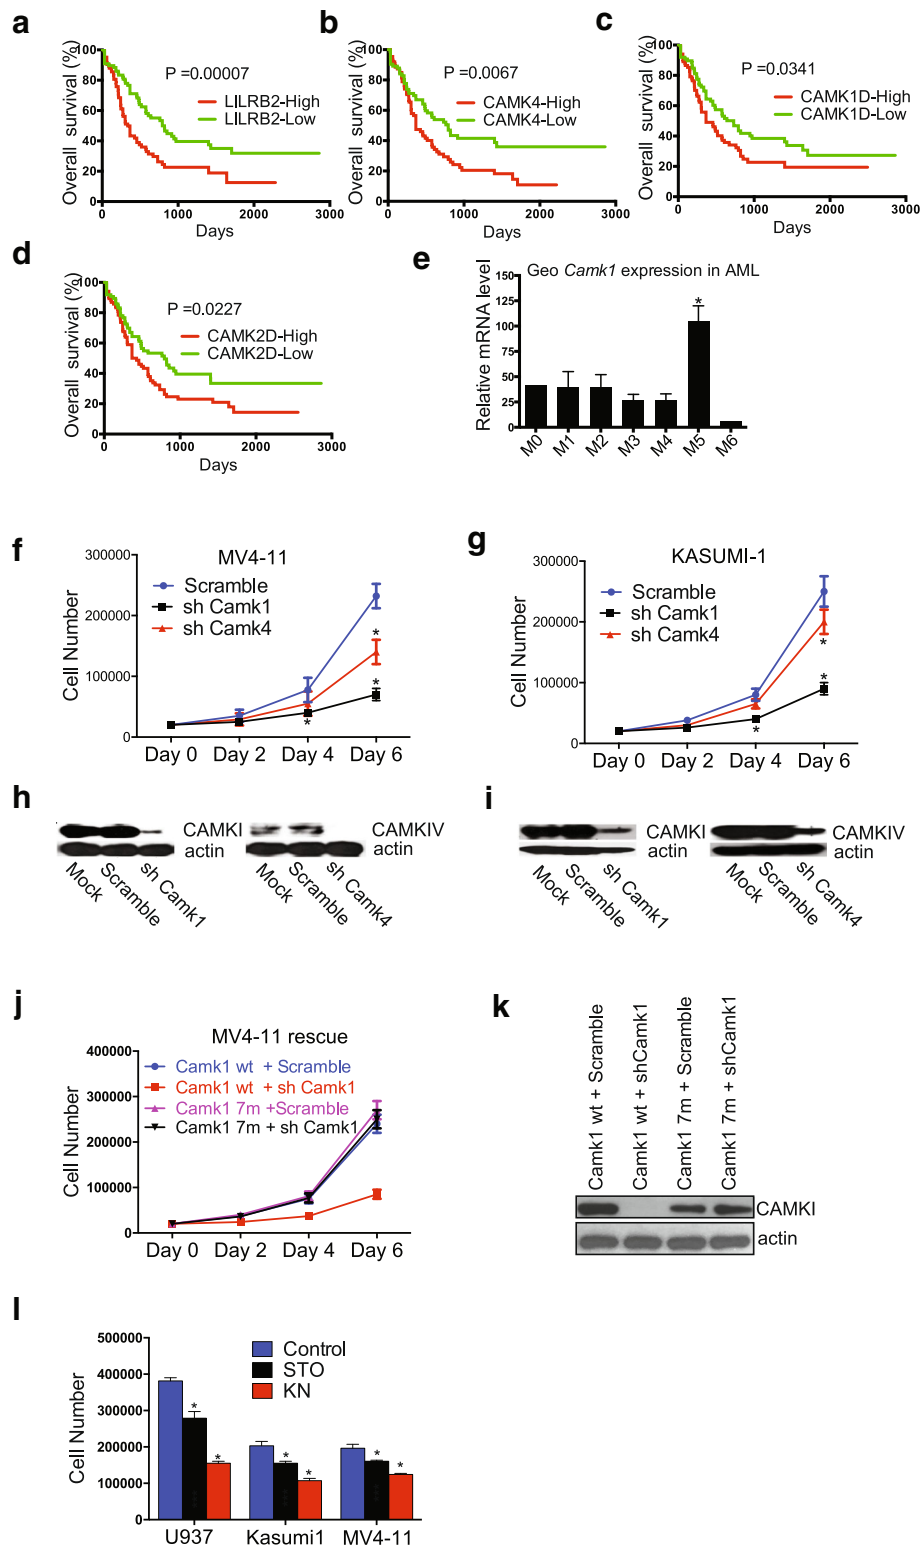 a
Overall survival (%)
100
80
60
40
20
0
P =0.00007
LILRB2-High
LILRB2-Low
0 1000 2000 3000
Days
b
Overall survival (%)
100
80
60
40
20
0
P =0.0067
CAMK4-High
CAMK4-Low
0 1000 2000 3000
Days
c
Overall survival (%)
100
80
60
40
20
0
P =0.0341
CAMK1D-High
CAMK1D-Low
0 1000 2000 3000
Days
d
Overall survival (%)
100
80
60
40
20
0
P =0.0227
CAMK2D-High
CAMK2D-Low
0 1000 2000 3000
Days
e
Geo Camk1 expression in AML
Relative mRNA level
150
125
100
75
50
25
0
*
M0 M1 M2 M3 M4 M5 M6
f
MV4-11
Cell Number
300000
200000
100000
0
Scramble
sh Camk1
sh Camk4
*
*
*
Day 0 Day 2 Day 4 Day 6
g
KASUMI-1
Cell Number
300000
200000
100000
0
Scramble
sh Camk1
sh Camk4
*
*
*
Day 0 Day 2 Day 4 Day 6
h
CAMKI
actin
Mock Scramble sh Camk1
CAMKIV
actin
Mock Scramble sh Camk4
i
CAMKI
actin
Mock Scramble sh Camk1
CAMKIV
actin
Mock Scramble sh Camk4
j
MV4-11 rescue
Cell Number
400000
300000
200000
100000
0
Camk1 wt + Scramble
Camk1 wt + sh Camk1
Camk1 7m +Scramble
Camk1 7m + sh Camk1
Day 0 Day 2 Day 4 Day 6
k
Camk1 wt + Scramble
Camk1 wt + shCamk1
Camk1 7m + Scramble
Camk1 7m + shCamk1
CAMKI
actin
l
Cell Number
500000
400000
300000
200000
100000
0
Control
STO
KN
* *
* *
* *
U937 Kasumi1 MV4-11